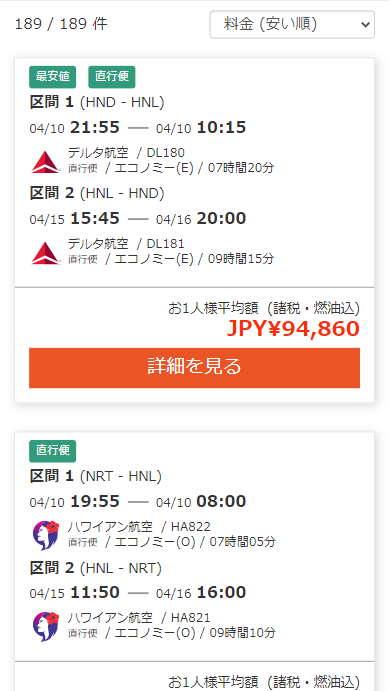 189 / 189 件
料金 (安い順)
最安値 直行便
区間 1 (HND - HNL)
04/10 21:55 — 04/10 10:15
デルタ航空 / DL180
直行便 / エコノミー(E) / 07時間20分
区間 2 (HNL - HND)
04/15 15:45 — 04/16 20:00
デルタ航空 / DL181
直行便 / エコノミー(E) / 09時間15分
お1人様平均額 (諸税・燃油込)
JPY¥94,860
詳細を見る
直行便
区間 1 (NRT - HNL)
04/10 19:55 — 04/10 08:00
ハワイアン航空 / HA822
直行便 / エコノミー(O) / 07時間05分
区間 2 (HNL - NRT)
04/15 11:50 — 04/16 16:00
ハワイアン航空 / HA821
直行便 / エコノミー(O) / 09時間10分
お1人様平均額 (諸税・燃油込)